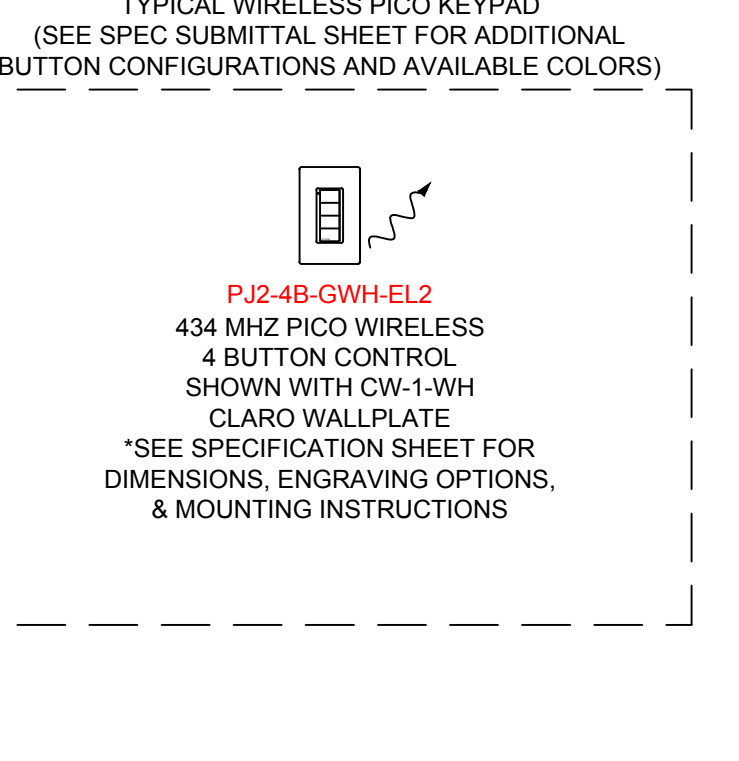 TYPICAL WIRELESS PICO KEYPAD
(SEE SPEC SUBMITTAL SHEET FOR ADDITIONAL
BUTTON CONFIGURATIONS AND AVAILABLE COLORS)
PJ2-4B-GWH-EL2
434 MHZ PICO WIRELESS
4 BUTTON CONTROL
SHOWN WITH CW-1-WH
CLARO WALLPLATE
*SEE SPECIFICATION SHEET FOR
DIMENSIONS, ENGRAVING OPTIONS,
& MOUNTING INSTRUCTIONS